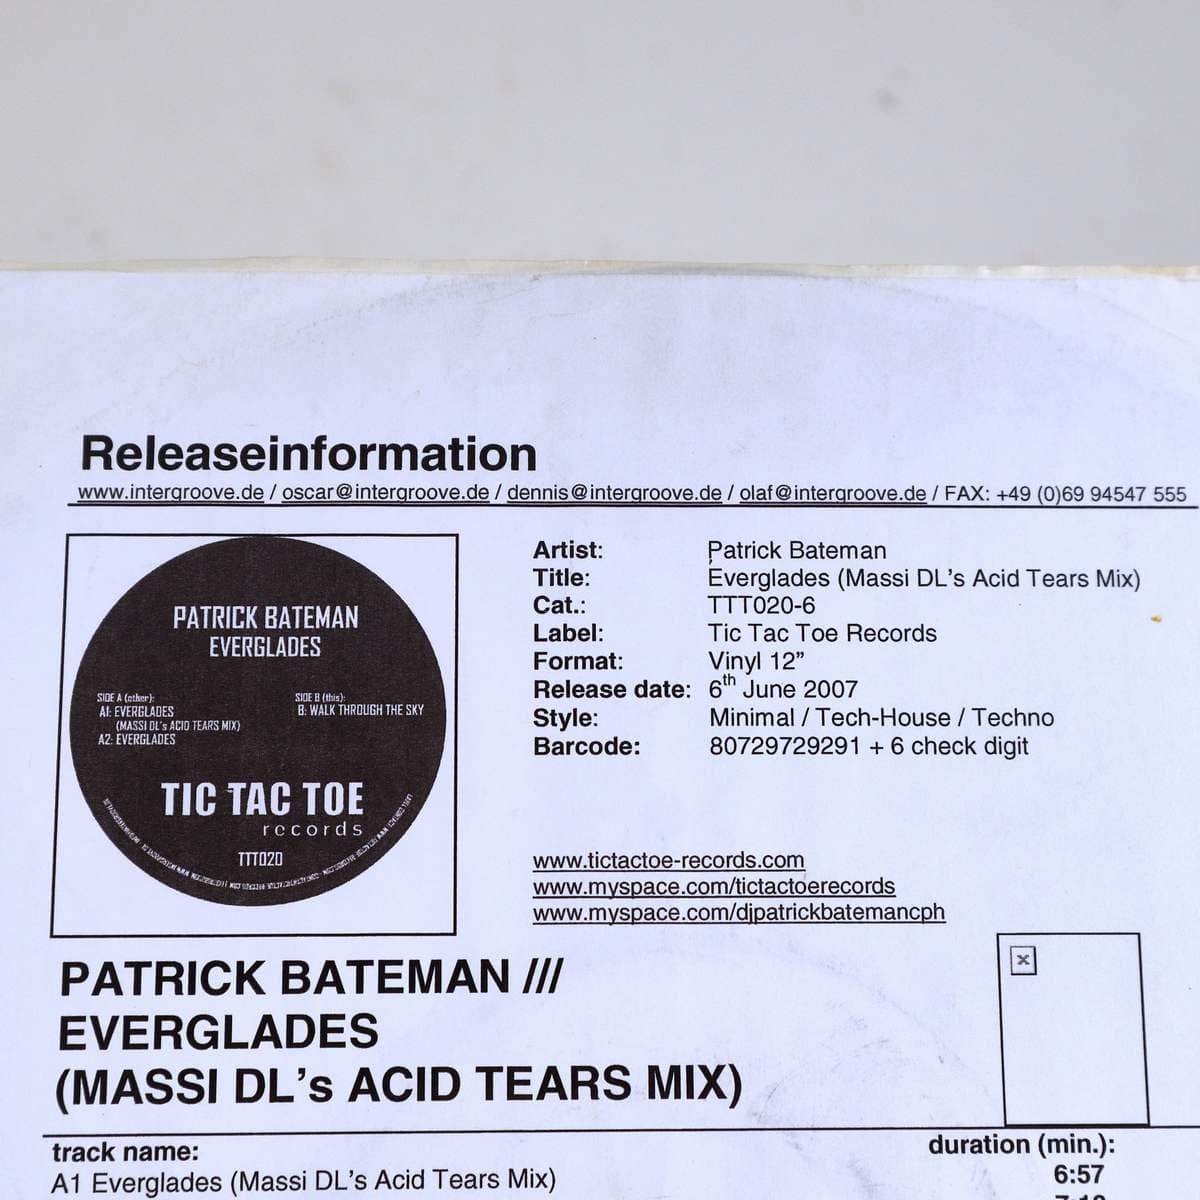 Releaseinformation
www.intergroove.de / oscar@intergroove.de / dennis@intergroove.de / olaf@intergroove.de / FAX: +49 (0)69 94547 555
PATRICK BATEMAN
EVERGLADES
SIDE A (other):
A1: EVERGLADES
(MASSI DL's ACID TEARS MIX)
A2: EVERGLADES
SIDE B (this):
B: WALK THROUGH THE SKY
TIC TAC TOE
records
TTT020
Artist: Patrick Bateman
Title: Everglades (Massi DL's Acid Tears Mix)
Cat.: TTT020-6
Label: Tic Tac Toe Records
Format: Vinyl 12”
Release date: 6th June 2007
Style: Minimal / Tech-House / Techno
Barcode: 80729729291 + 6 check digit
www.tictactoe-records.com
www.myspace.com/tictactoerecords
www.myspace.com/djpatrickbatemancph
PATRICK BATEMAN ///
EVERGLADES
(MASSI DL's ACID TEARS MIX)
track name: duration (min.):
A1 Everglades (Massi DL's Acid Tears Mix) 6:57